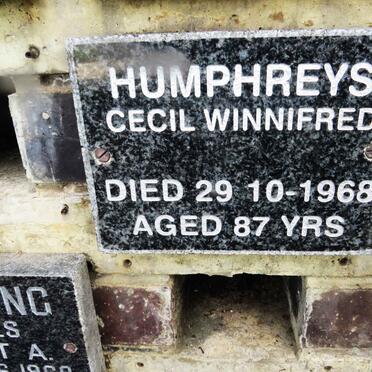 HUMPHREYS
CECIL WINNIFRED
DIED 29 10-1968
AGED 87 YRS
NG
S
T A.